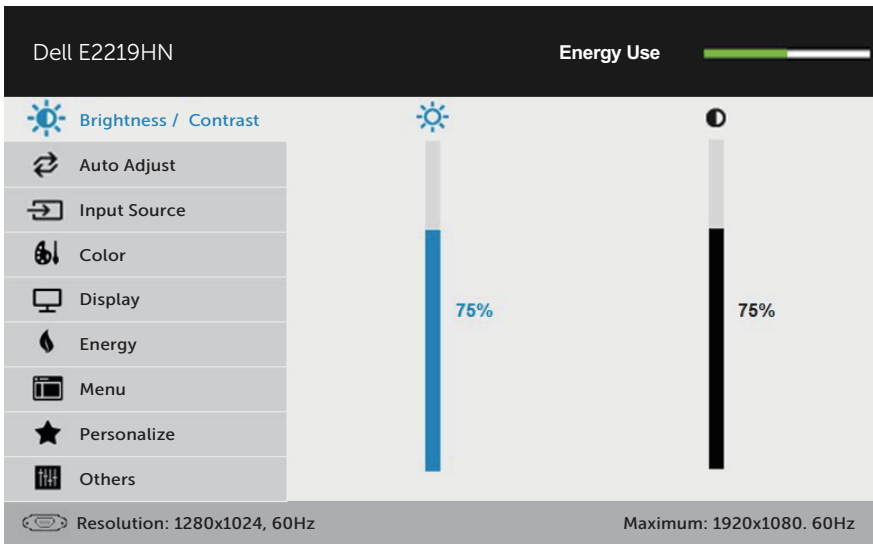 Dell E2219HN Energy Use
Brightness / Contrast
Auto Adjust
Input Source
Color
Display
75% 75%
Energy
Menu
Personalize
Others
Resolution: 1280x1024, 60Hz Maximum: 1920x1080. 60Hz